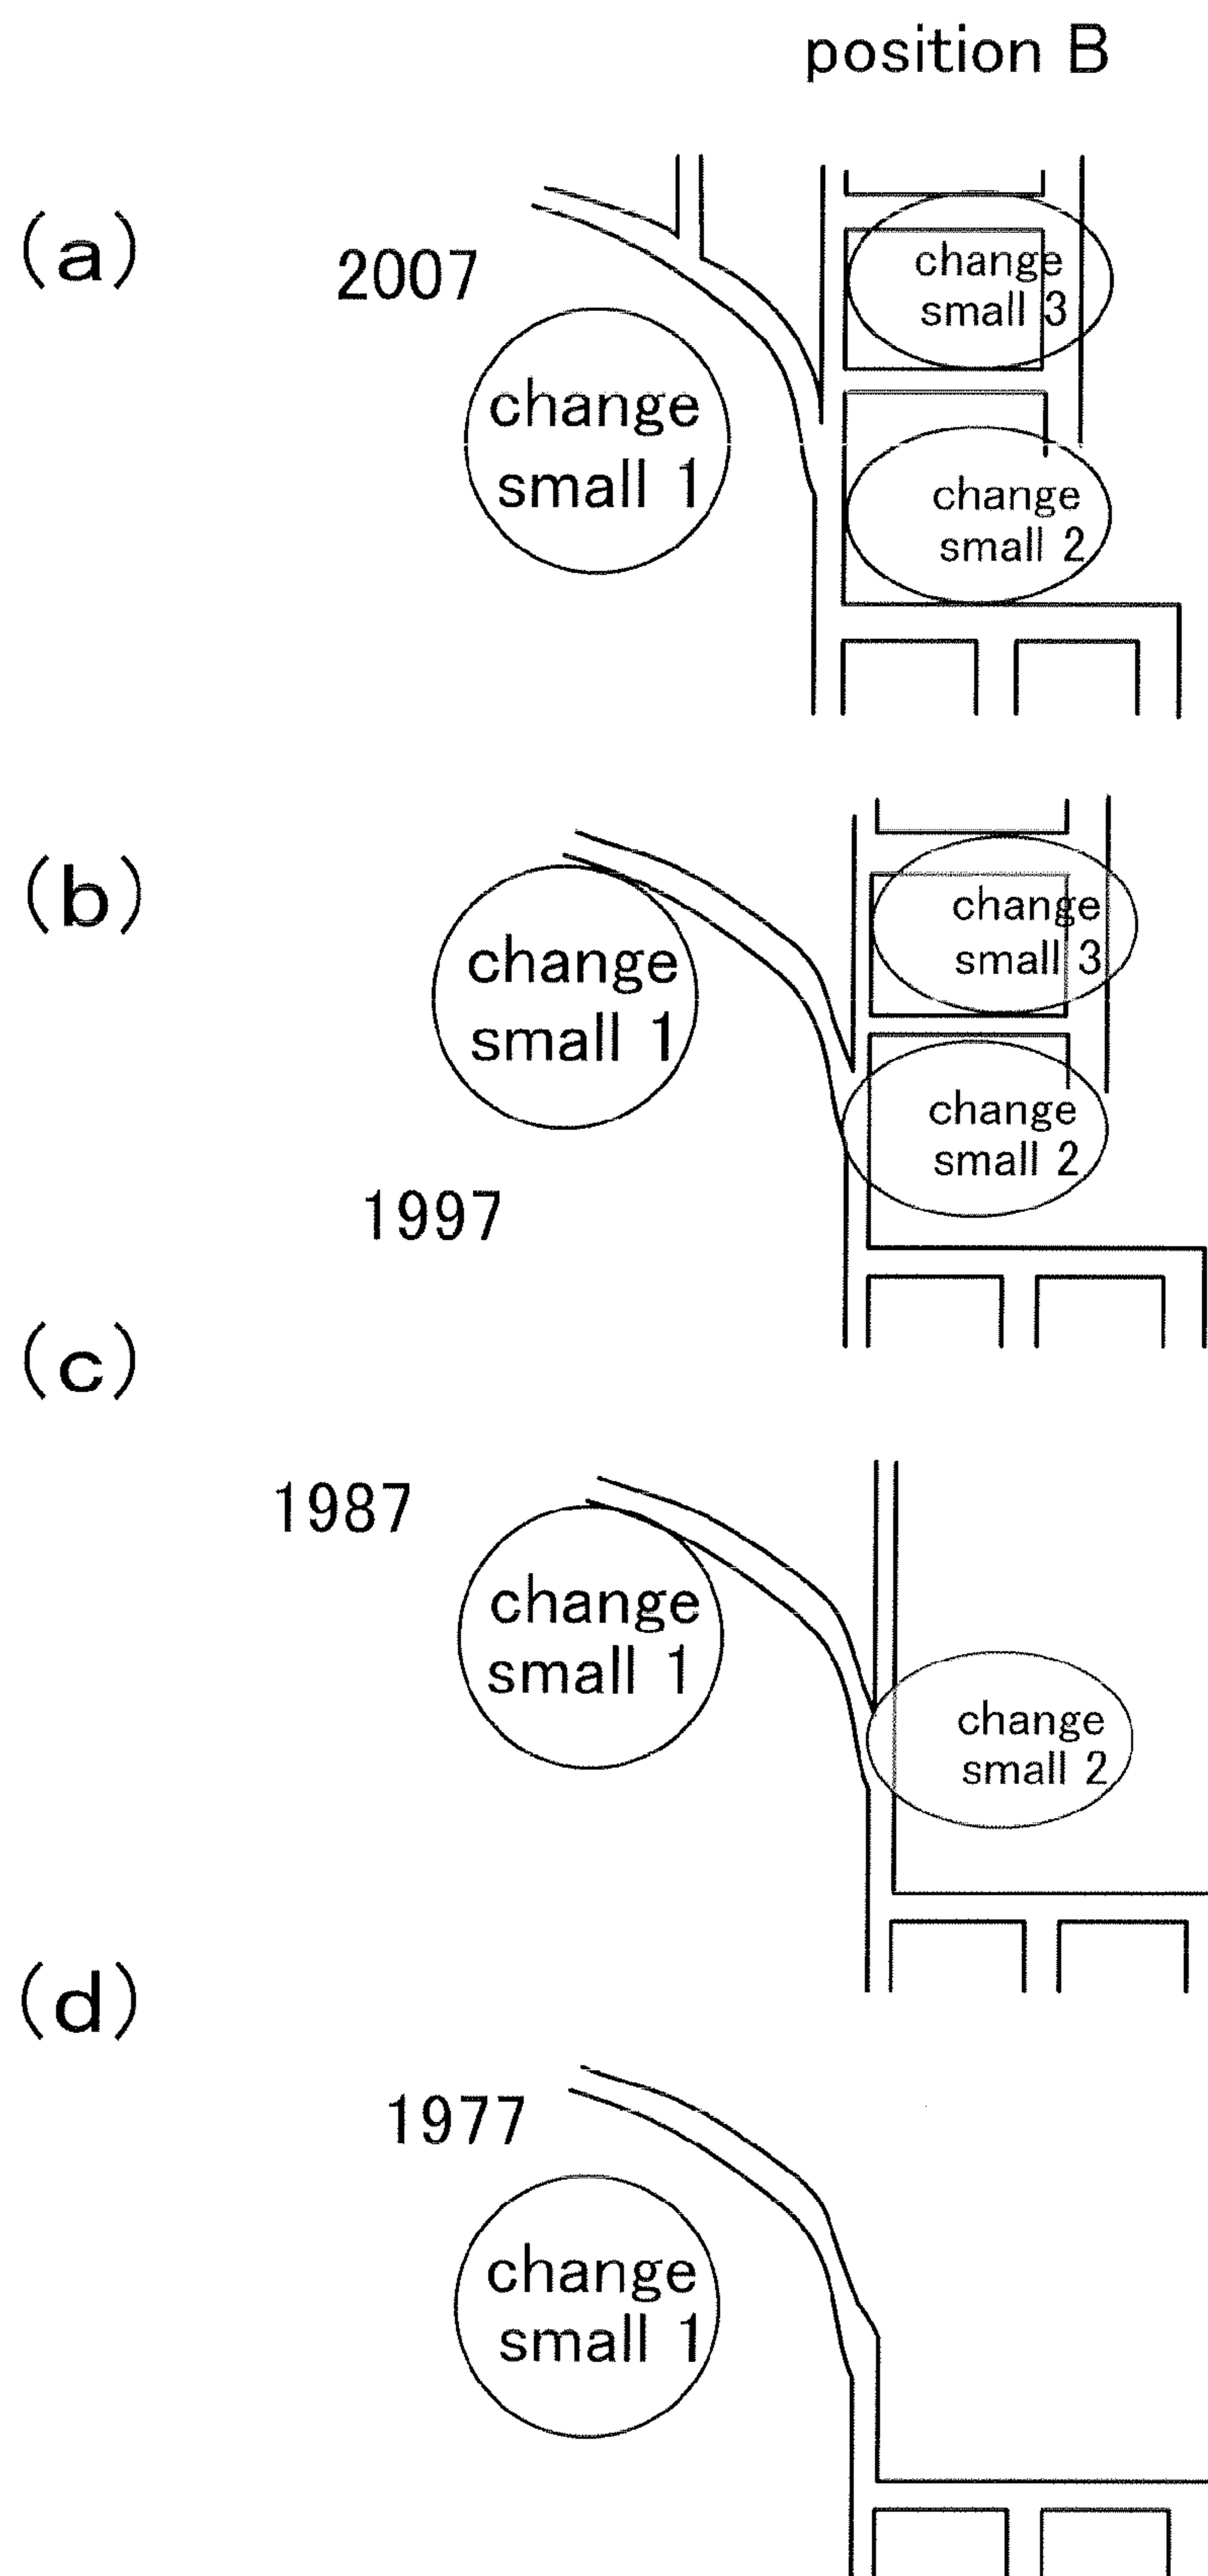 position B
(a)
2007
change
small 3
change
small 1
change
small 2
(b)
change
small 3
change
small 1
change
small 2
1997
(c)
1987
change
small 1
change
small 2
(d)
1977
change
small 1